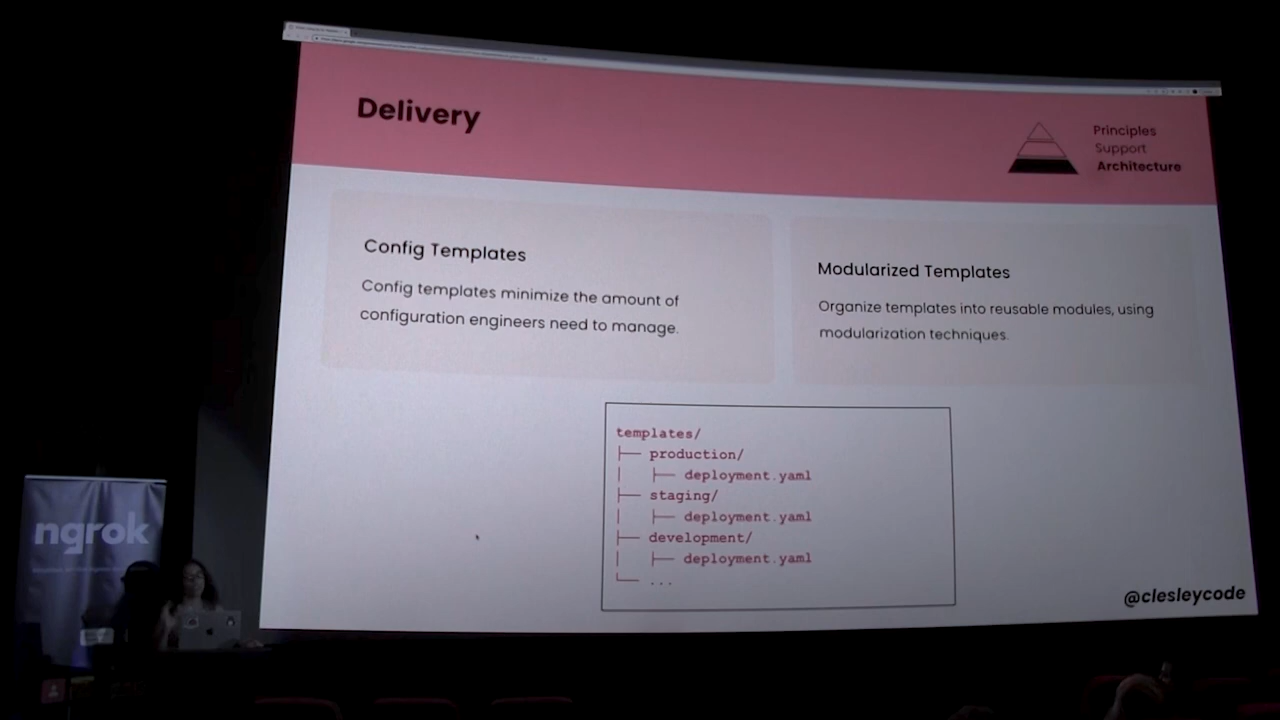 Delivery
Principles
Support
Architecture
Config Templates
Config templates minimize the amount of
configuration engineers need to manage.
Modularized Templates
Organize templates into reusable modules, using
modularization techniques.
templates/
├── production/
│   ├── deployment.yaml
├── staging/
│   ├── deployment.yaml
├── development/
│   ├── deployment.yaml
└── ...
@clesleycode
ngrok